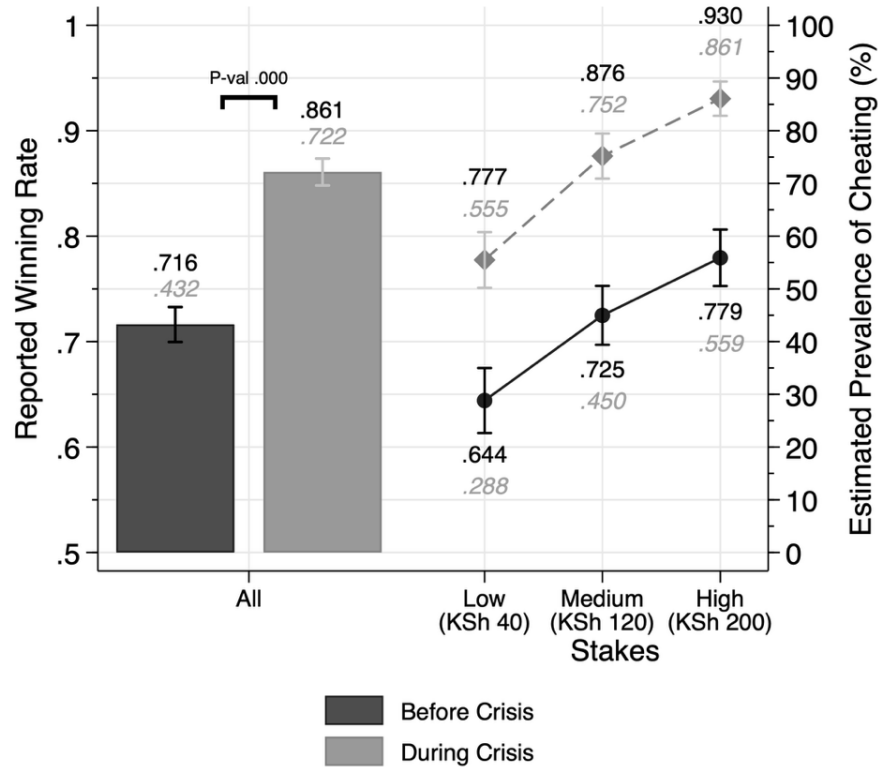 Reported Winning Rate
1
.9
.8
.7
.6
.5
P-val .000
.716
.432
.861
.722
.777
.555
.876
.752
.930
.861
.644
.288
.725
.450
.779
.559
100
90
80
70
60
50
40
30
20
10
0
Estimated Prevalence of Cheating (%)
All
Low
(KSh 40)
Medium
(KSh 120)
High
(KSh 200)
Stakes
Before Crisis
During Crisis